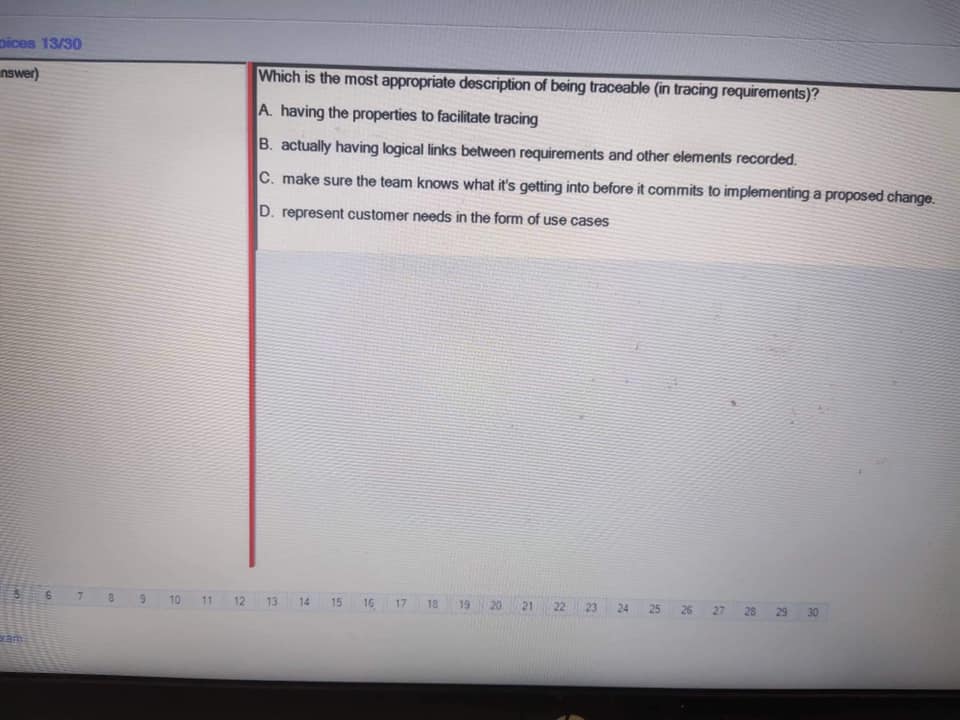 oices 13/30
nswer)
Which is the most appropriate description of being traceable (in tracing requirements)?
A. having the properties to facilitate tracing
B. actually having logical links between requirements and other elements recorded.
C. make sure the team knows what it's getting into before it commits to implementing a proposed change.
D. represent customer needs in the form of use cases
5 6 7 8 9 10 11 12 13 14 15 16 17 18 19 20 21 22 23 24 25 26 27 28 29 30
xam